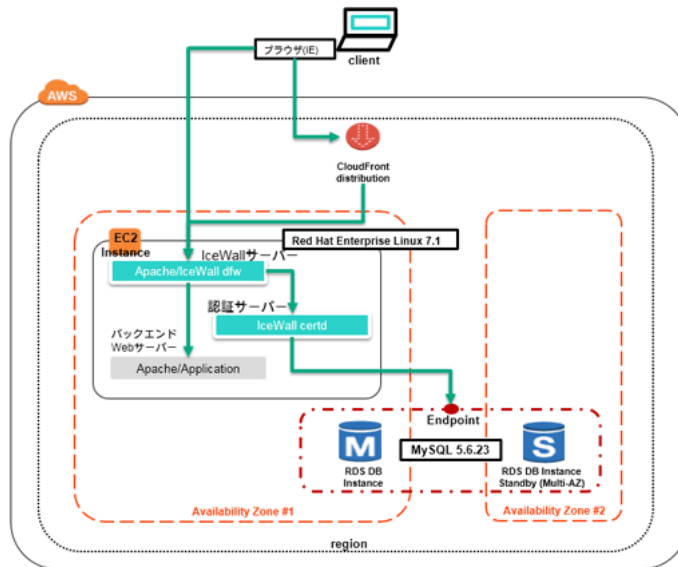 ブラウザ(IE)
client
AWS
CloudFront
distribution
EC2
Instance
Red Hat Enterprise Linux 7.1
IceWallサーバー
Apache/IceWall dfw
認証サーバー
IceWall certd
バックエンド
Webサーバー
Apache/Application
Endpoint
M
MySQL 5.6.23
S
RDS DB
Instance
RDS DB Instance
Standby (Multi-AZ)
Availability Zone #1
Availability Zone #2
region